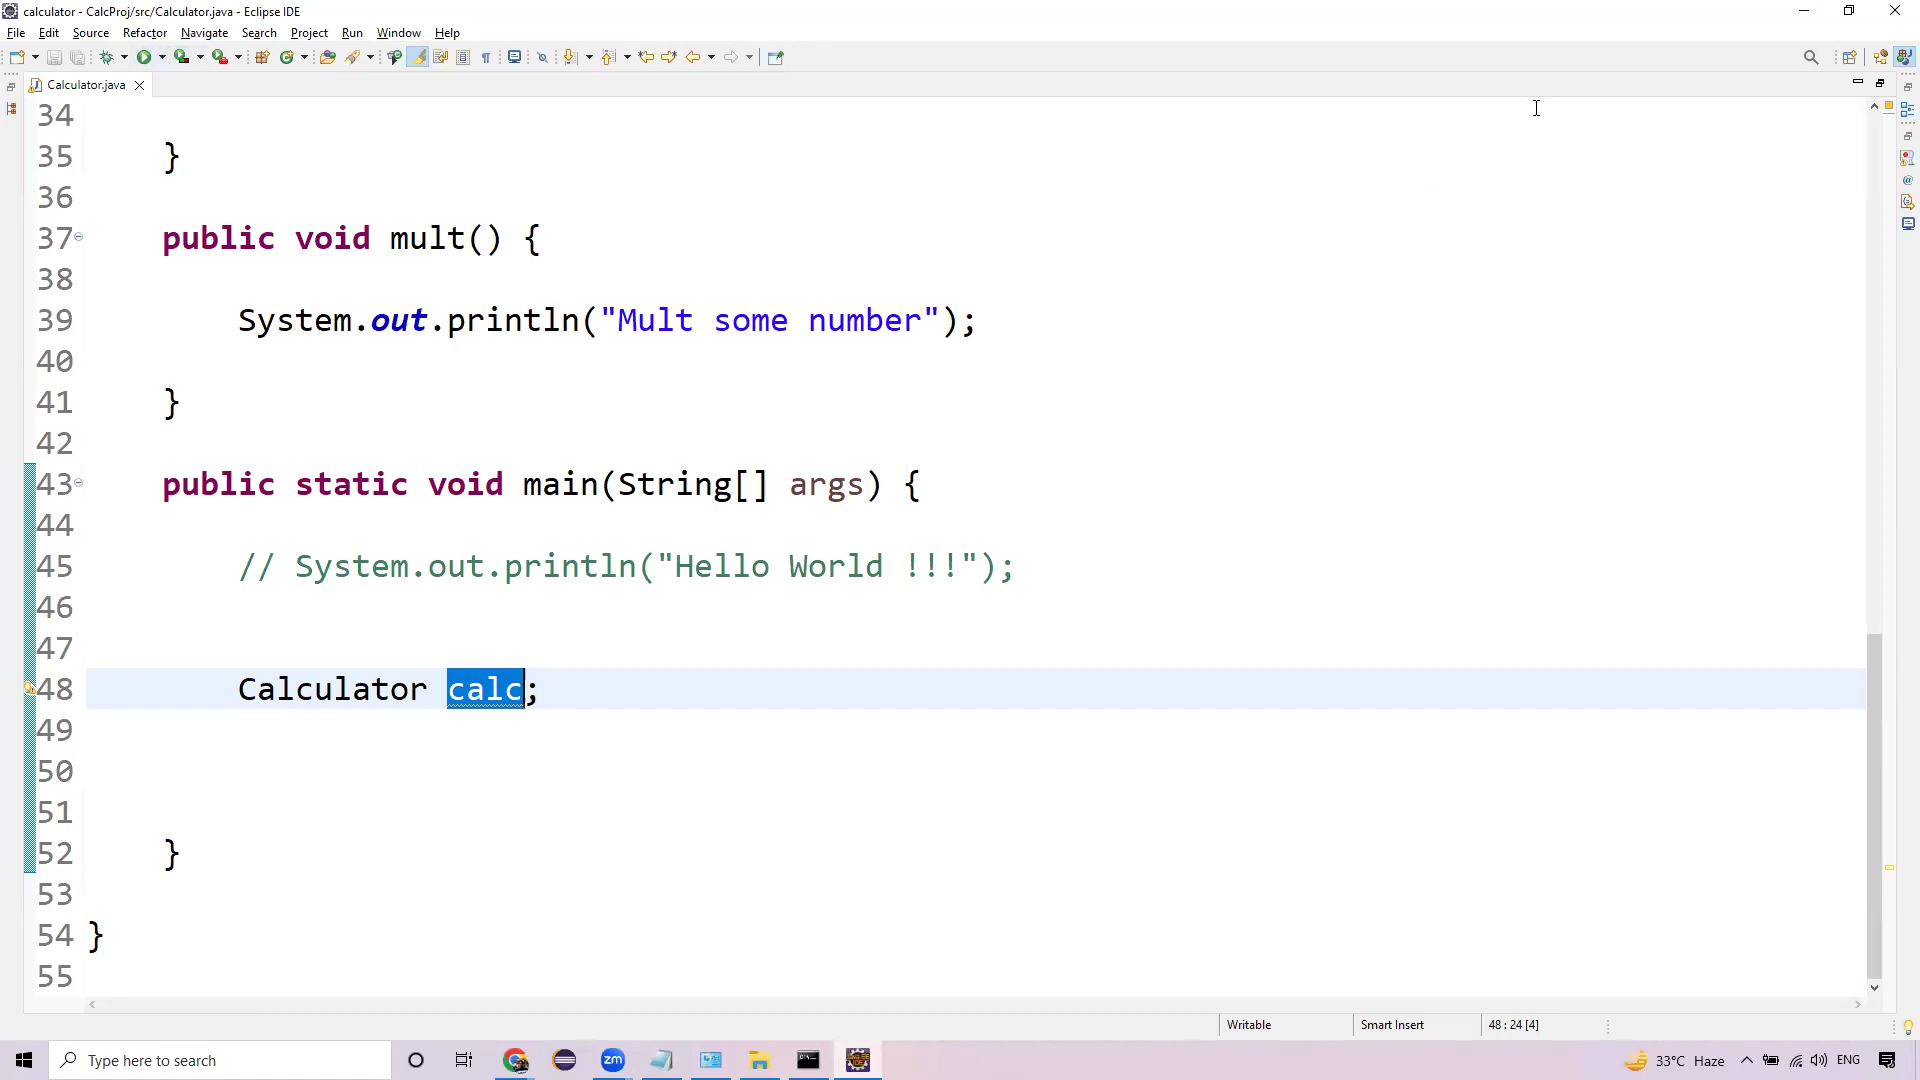 calculator - CalcProj/src/Calculator.java - Eclipse IDE
File Edit Source Refactor Navigate Search Project Run Window Help
Calculator.java
34
35 }
36
37 public void mult() {
38
39 System.out.println("Mult some number");
40
41 }
42
43 public static void main(String[] args) {
44
45 // System.out.println("Hello World !!!");
46
47
48 Calculator calc;
49
50
51
52 }
53
54 }
55
Writable Smart Insert 48 : 24 [4]
Type here to search zm 33°C Haze ENG